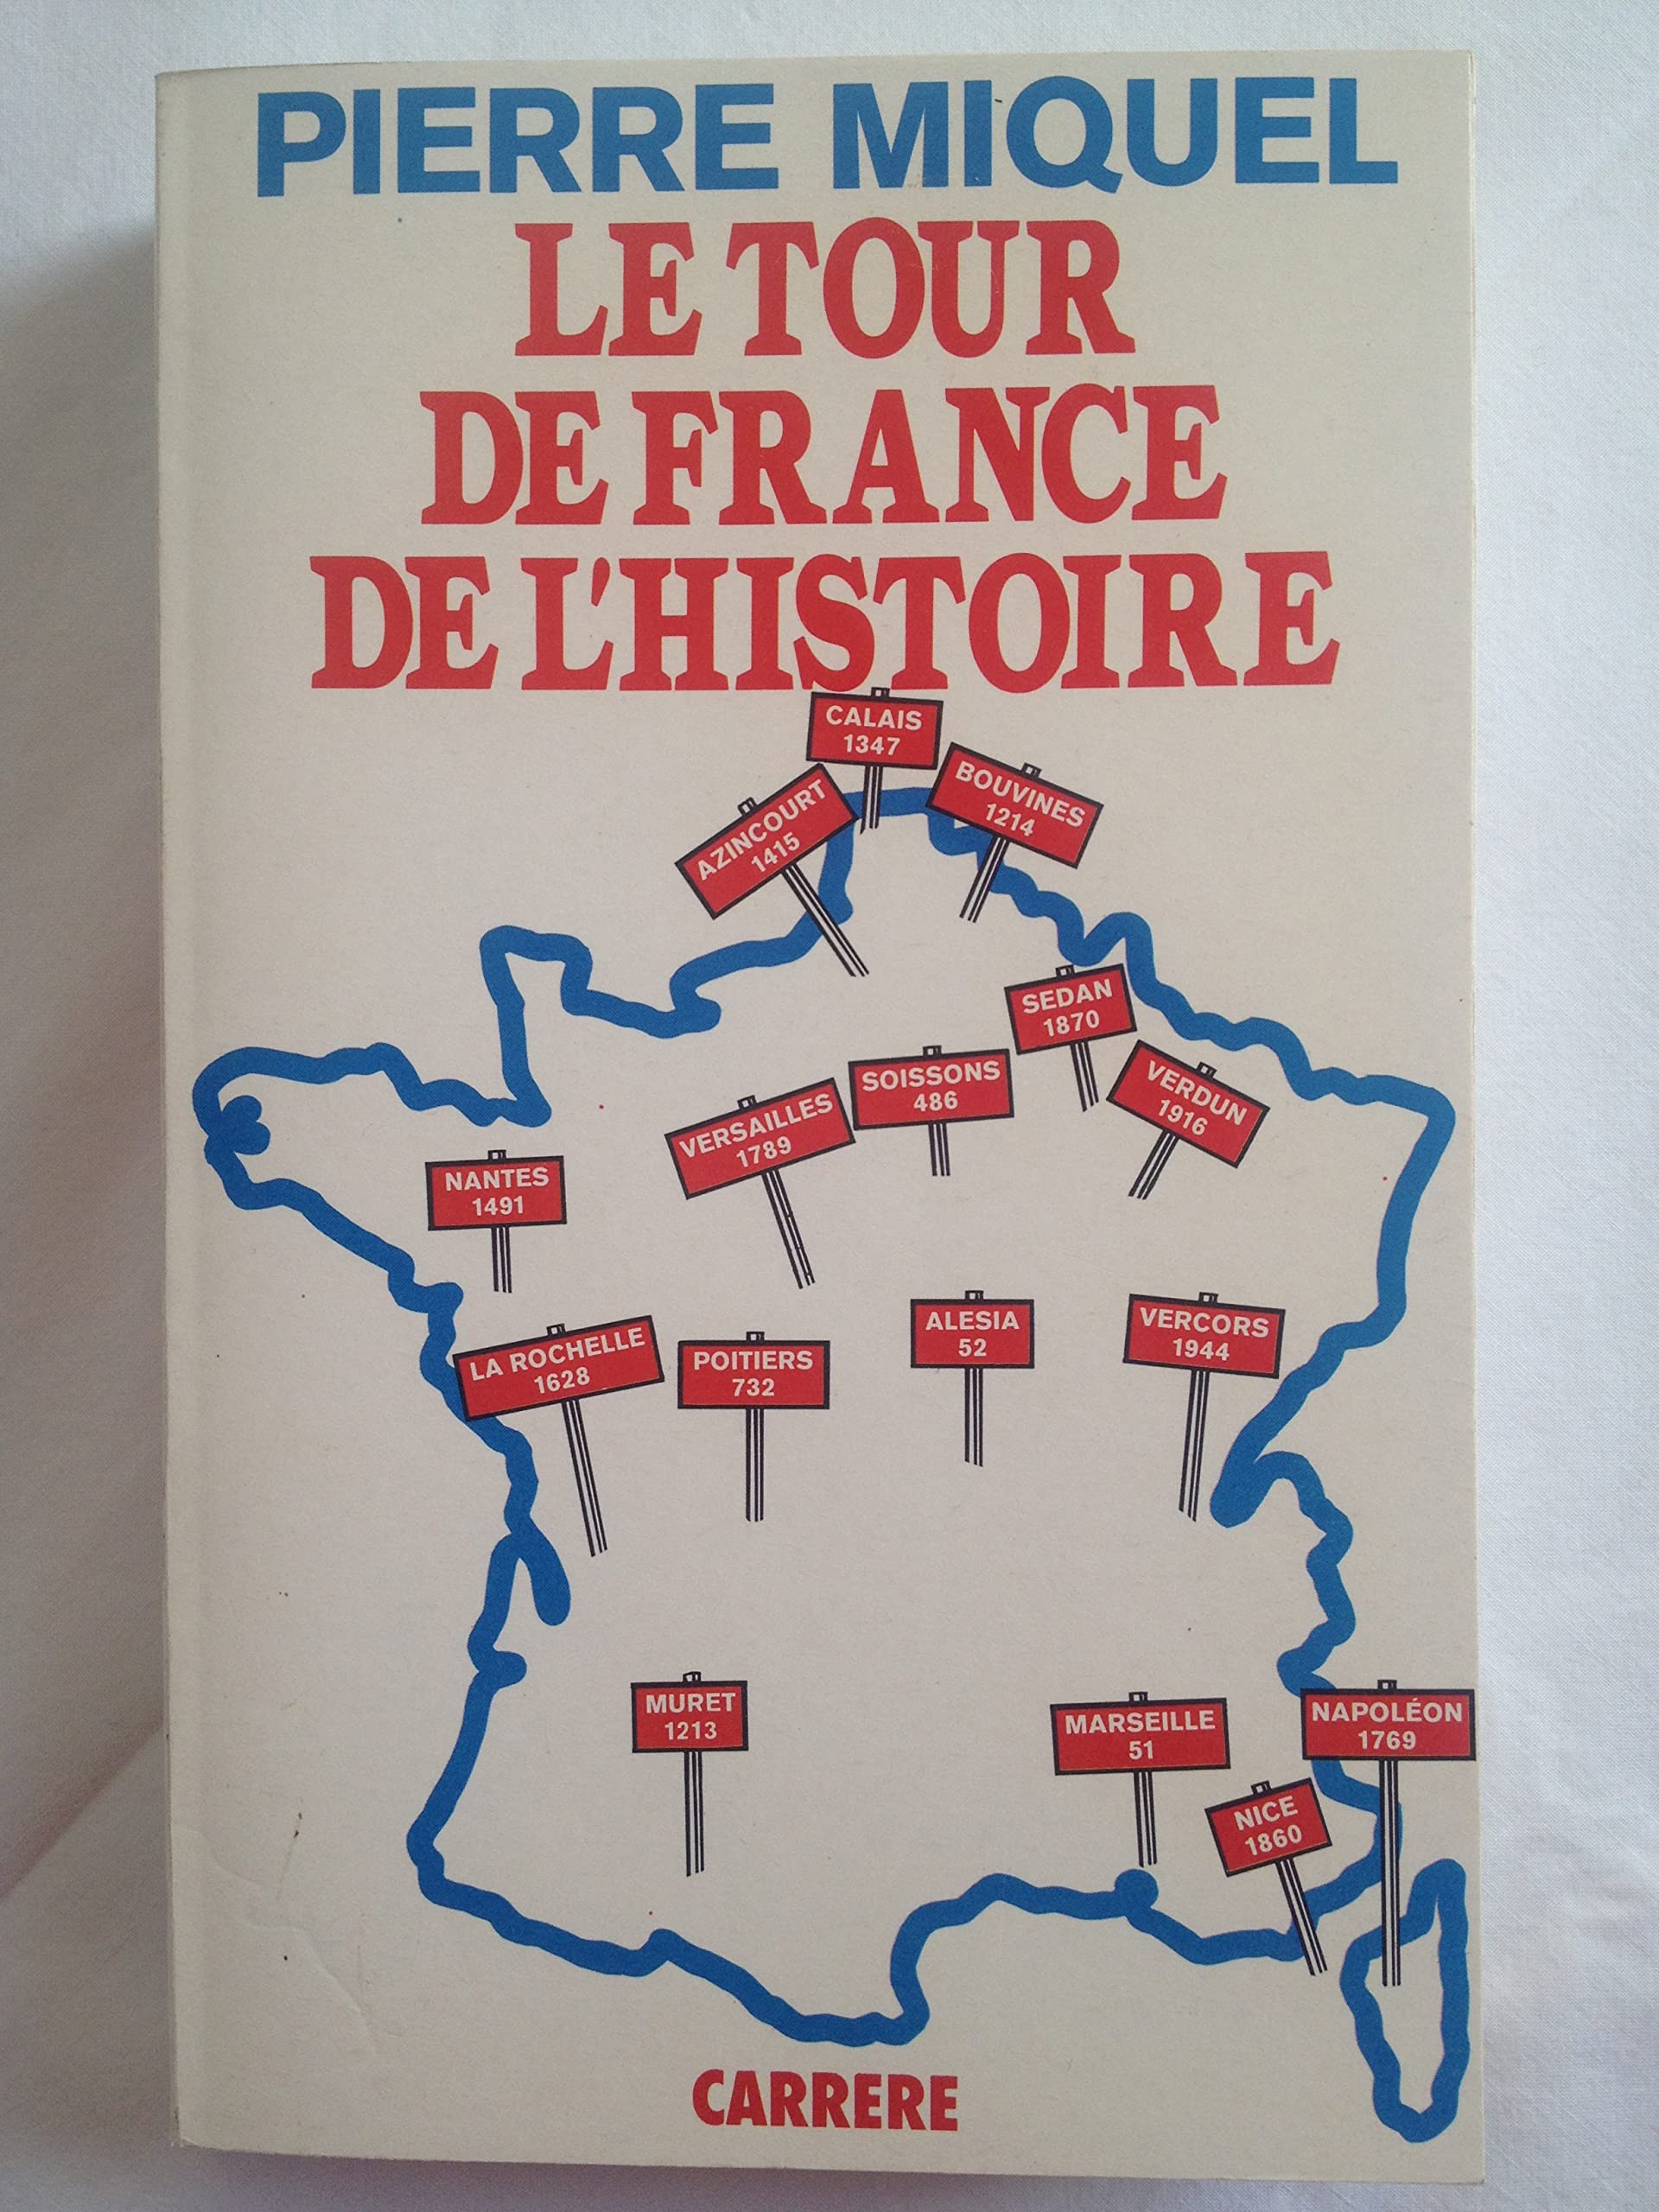 PIERRE MIQUEL
LE TOUR
DE FRANCE
DE L'HISTOIRE
CALAIS
1347
AZINCOURT
1415
BOUVINES
1214
SEDAN
1870
SOISSONS
486
VERDUN
1916
VERSAILLES
1789
NANTES
1491
LA ROCHELLE
1628
POITIERS
732
ALESIA
52
VERCORS
1944
MURET
1213
MARSEILLE
51
NAPOLÉON
1769
NICE
1860
CARRERE